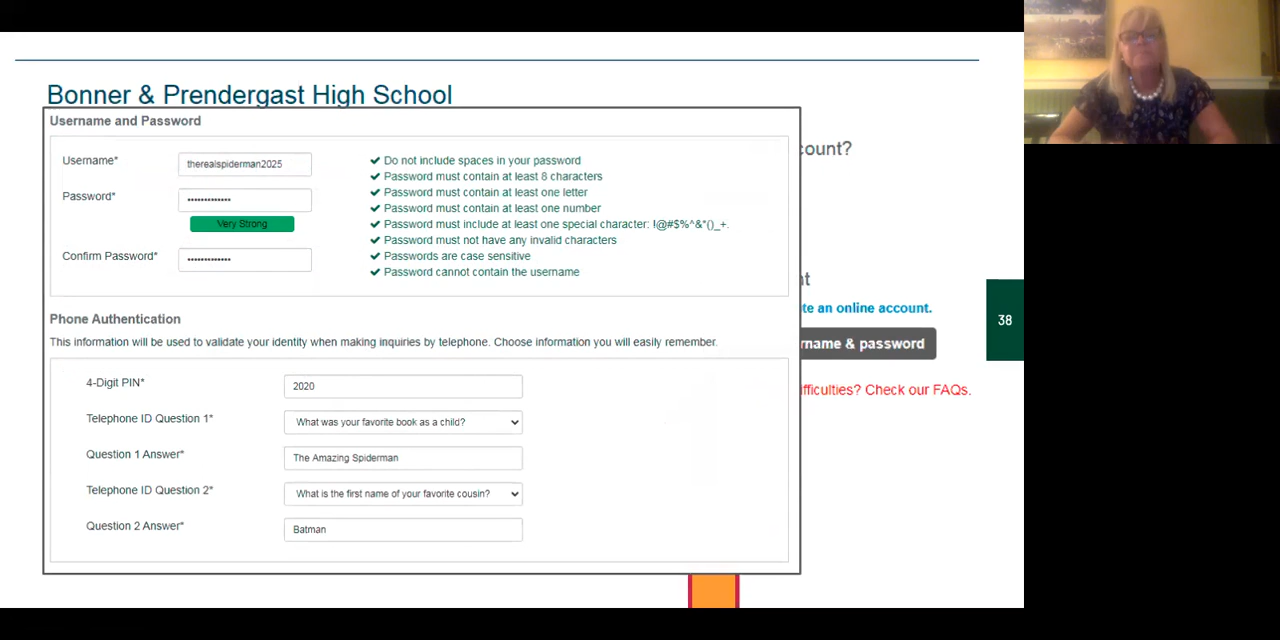 Bonner & Prendergast High School
Username and Password
Username*
therealspiderman2025
Password*
•••••••••••••
Very Strong
Confirm Password*
•••••••••••••
✔ Do not include spaces in your password
✔ Password must contain at least 8 characters
✔ Password must contain at least one letter
✔ Password must contain at least one number
✔ Password must include at least one special character: !@#$%^&*()_+.
✔ Password must not have any invalid characters
✔ Passwords are case sensitive
✔ Password cannot contain the username
Phone Authentication
This information will be used to validate your identity when making inquiries by telephone. Choose information you will easily remember.
4-Digit PIN*
2020
Telephone ID Question 1*
What was your favorite book as a child?
Question 1 Answer*
The Amazing Spiderman
Telephone ID Question 2*
What is the first name of your favorite cousin?
Question 2 Answer*
Batman
count?
nt
te an online account.
rname & password
fficulties? Check our FAQs.
38